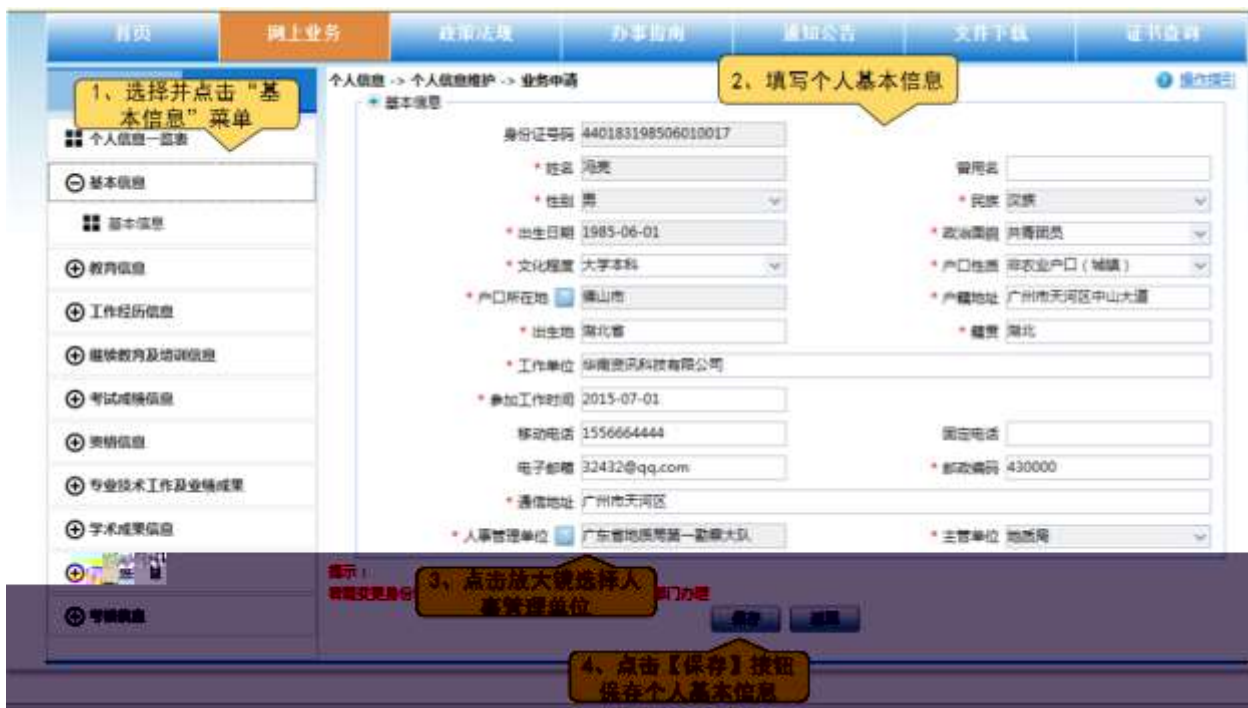 首页 网上业务 政策法规 办事指南 通知公告 文件下载 证书查询
1、选择并点击“基
本信息”菜单
个人信息 -> 个人信息维护 -> 业务申请
2、填写个人基本信息
操作指引
基本信息
个人信息一览表
身份证号码 440183198506010017
* 姓名 冯亮 曾用名
基本信息
* 性别 男 * 民族 汉族
基本信息
* 出生日期 1985-06-01 * 政治面貌 共青团员
教育信息
* 文化程度 大学本科 * 户口性质 非农业户口(城镇)
* 户口所在地 佛山市 * 户籍地址 广州市天河区中山大道
工作经历信息
* 出生地 湖北省 * 籍贯 湖北
继续教育及培训信息
* 工作单位 华南资讯科技有限公司
考试成绩信息
* 参加工作时间 2015-07-01
移动电话 1556664444 固定电话
资格信息
电子邮箱 32432@qq.com * 邮政编码 430000
专业技术工作及业绩成果
* 通信地址 广州市天河区
学术成果信息
* 人事管理单位 广东省地质局第一勘察大队 * 主管单位 地质局
提示:
3、点击放大镜选择人
事管理单位
若需变更身份 部门办理
考核信息
保存
4、点击【保存】按钮
保存个人基本信息